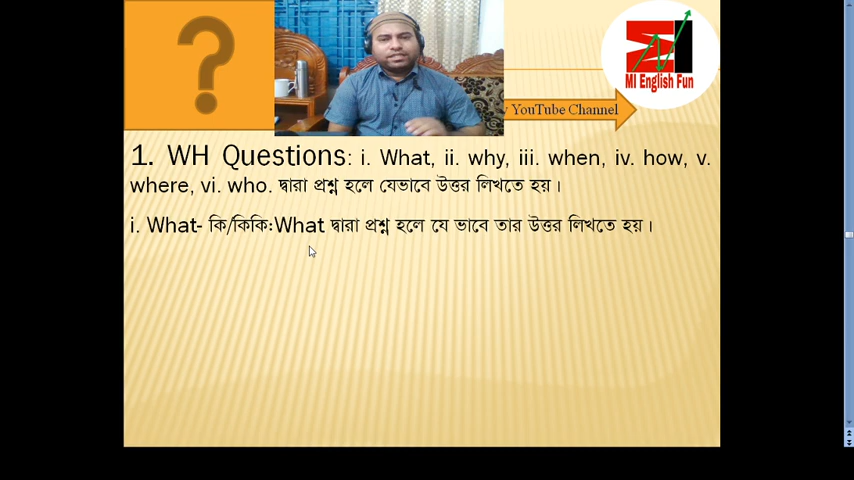 ?
MI English Fun
YouTube Channel
1. WH Questions: i. What, ii. why, iii. when, iv. how, v.
where, vi. who. দ্বারা প্রশ্ন হলে যেভাবে উত্তর লিখতে হয়।
i. What- কি/কিকি:What দ্বারা প্রশ্ন হলে যে ভাবে তার উত্তর লিখতে হয়।